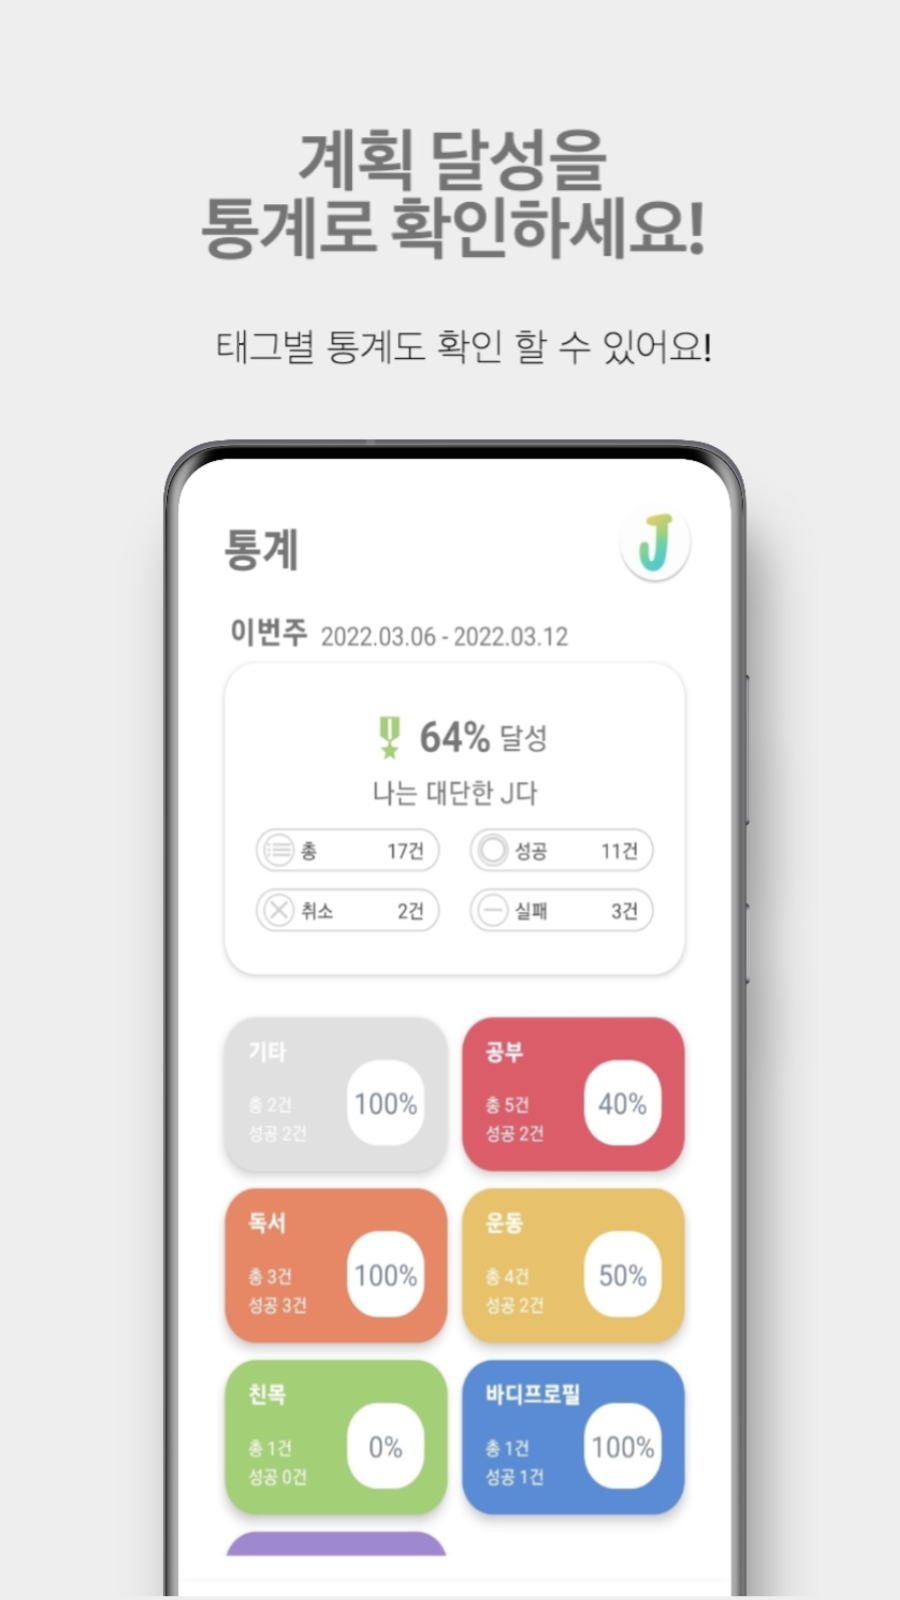 계획 달성을
통계로 확인하세요!
태그별 통계도 확인 할 수 있어요!
통계
J
이번주 2022.03.06 - 2022.03.12
64% 달성
나는 대단한 J다
총 17건
성공 11건
취소 2건
실패 3건
기타
총 2건
성공 2건
100%
공부
총 5건
성공 2건
40%
독서
총 3건
성공 3건
100%
운동
총 4건
성공 2건
50%
친목
총 1건
성공 0건
0%
바디프로필
총 1건
성공 1건
100%